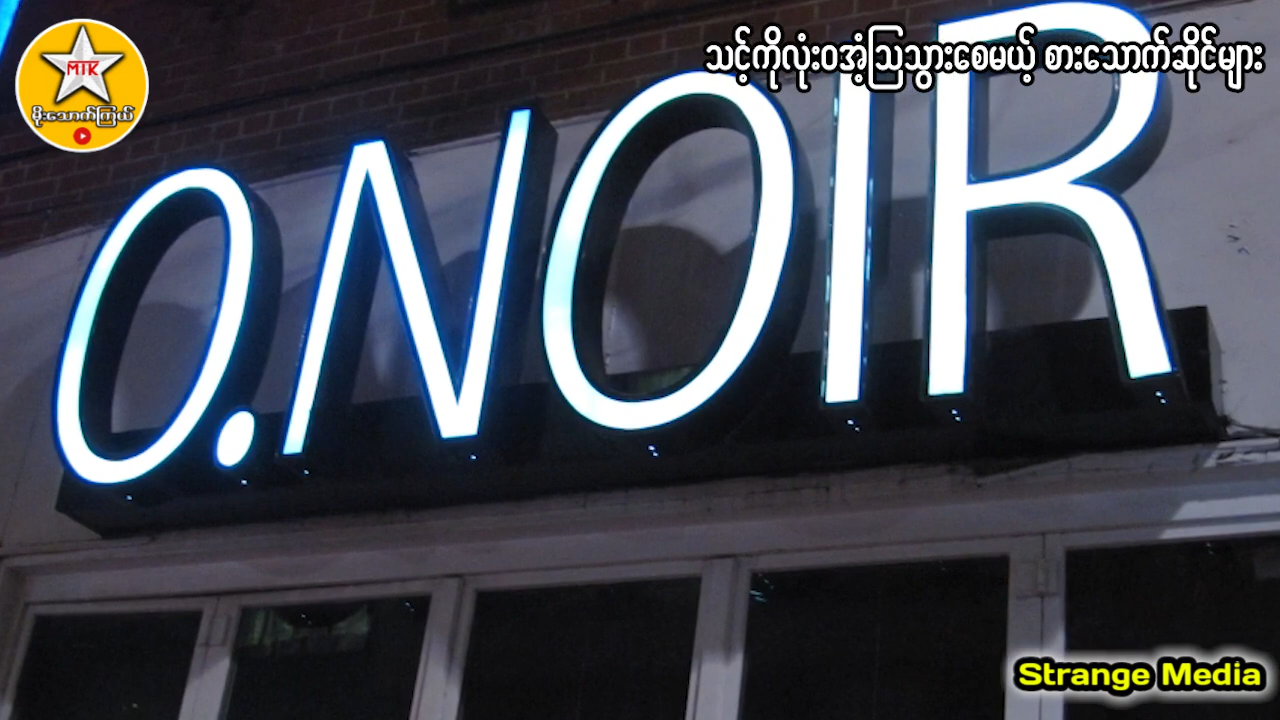 MTK
မိုးသောက်ကြယ်
သင့်ကိုလုံးဝအံ့ဩသွားစေမယ့် စားသောက်ဆိုင်များ
O.NOIR
Strange Media